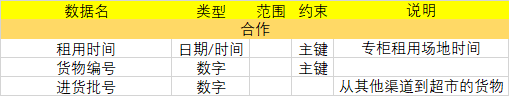 数据名 类型 范围 约束 说明
合作
租用时间 日期/时间 主键 专柜租用场地时间
货物编号 数字 主键
进货批号 数字 从其他渠道到超市的货物